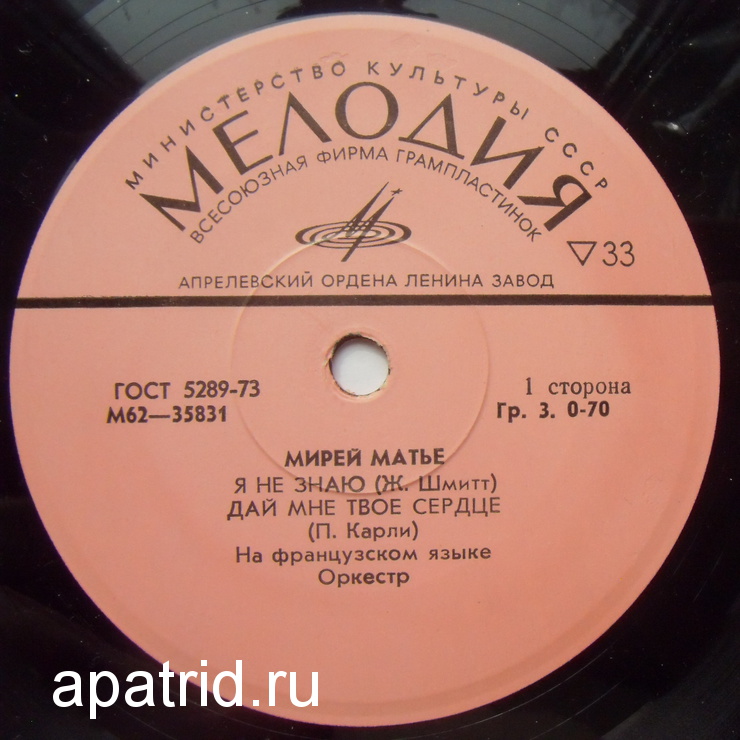 МИНИСТЕРСТВО КУЛЬТУРЫ СССР
МЕЛОДИЯ
ВСЕСОЮЗНАЯ ФИРМА ГРАМПЛАСТИНОК
▽33
АПРЕЛЕВСКИЙ ОРДЕНА ЛЕНИНА ЗАВОД
ГОСТ 5289-73
М62—35831
1 сторона
Гр. 3. 0-70
МИРЕЙ МАТЬЕ
Я НЕ ЗНАЮ (Ж. Шмитт)
ДАЙ МНЕ ТВОЕ СЕРДЦЕ
(П. Карли)
На французском языке
Оркестр
apatrid.ru